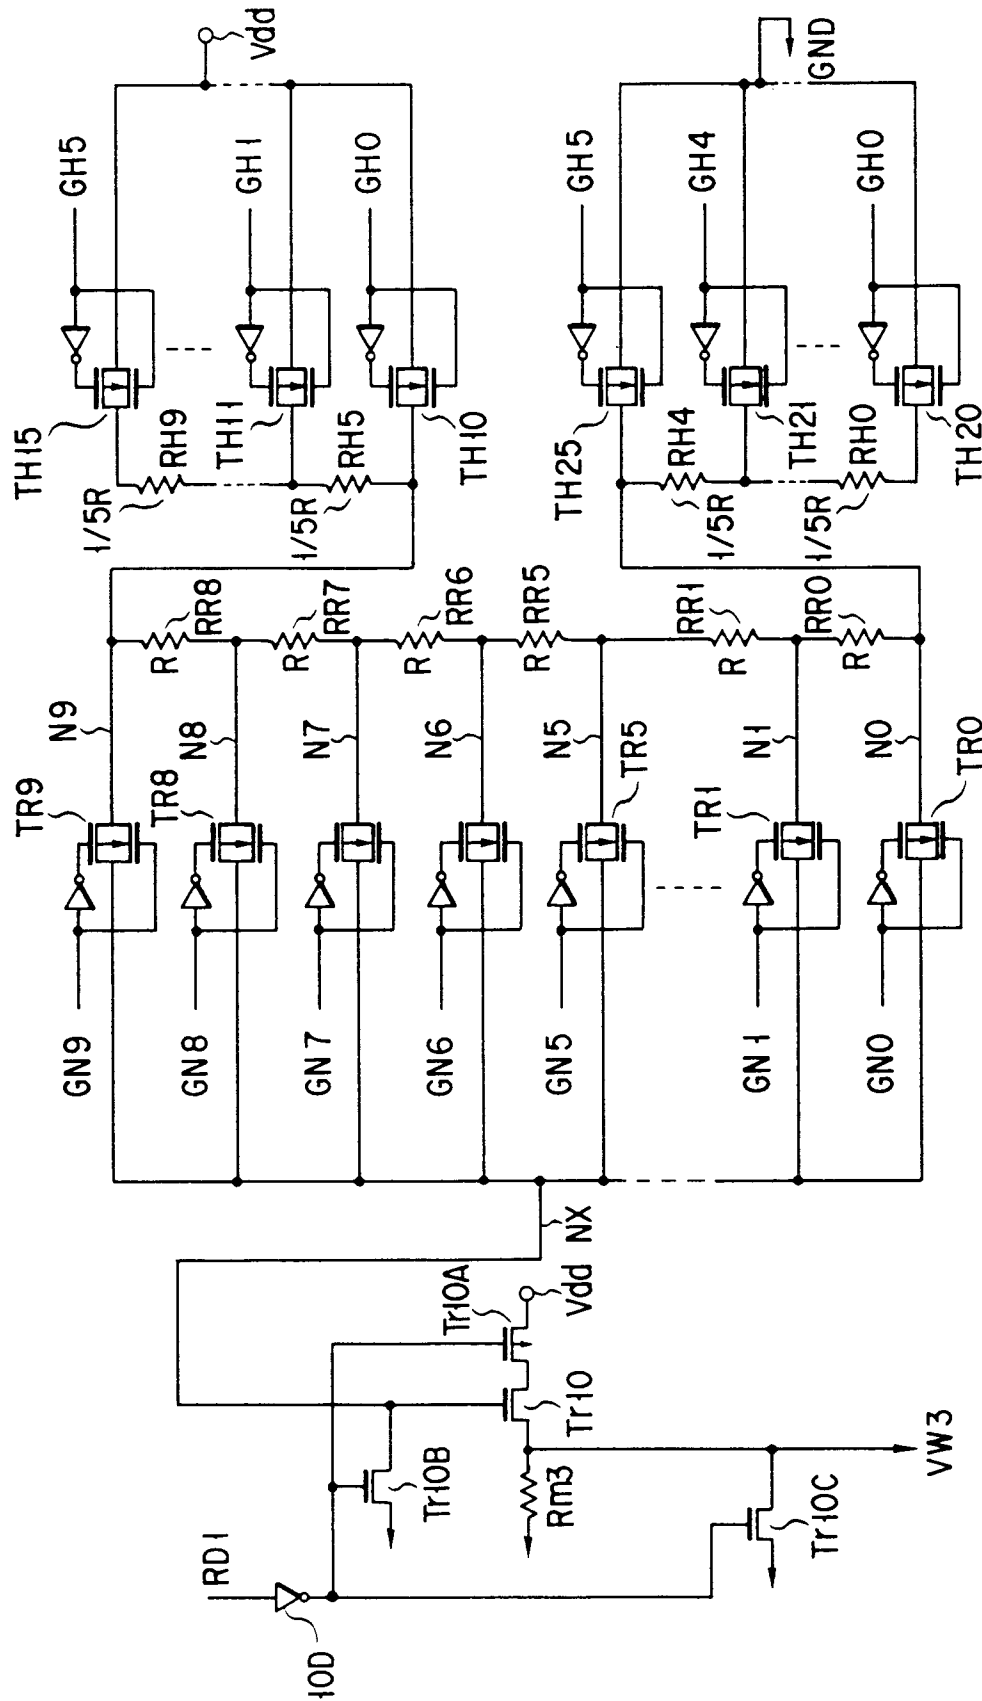 Vdd
GH5
GH1
GH0
TH15
RH9
1/5R
TH11
RH5
1/5R
TH10
GND
GH5
GH4
GH0
TH25
RH4
1/5R
TH21
RH0
1/5R
TH20
RR8
R
RR7
R
RR6
R
RR5
R
RR1
R
RR0
R
N9
N8
N7
N6
N5
N1
N0
TR9
TR8
TR5
TR1
TR0
GN9
GN8
GN7
GN6
GN5
GN1
GN0
NX
Tr10A
Vdd
Tr10
Tr10B
Rm3
VW3
Tr10C
RD1
10D